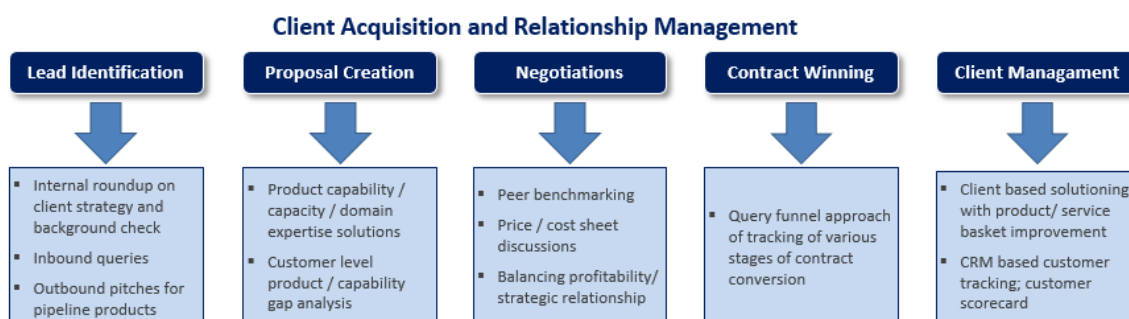 Client Acquisition and Relationship Management
Lead Identification
Proposal Creation
Negotiations
Contract Winning
Client Managament
▪ Internal roundup on
client strategy and
background check
▪ Inbound queries
▪ Outbound pitches for
pipeline products
▪ Product capability /
capacity / domain
expertise solutions
▪ Customer level
product / capability
gap analysis
▪ Peer benchmarking
▪ Price / cost sheet
discussions
▪ Balancing profitability/
strategic relationship
▪ Query funnel approach
of tracking of various
stages of contract
conversion
▪ Client based solutioning
with product/ service
basket improvement
▪ CRM based customer
tracking; customer
scorecard